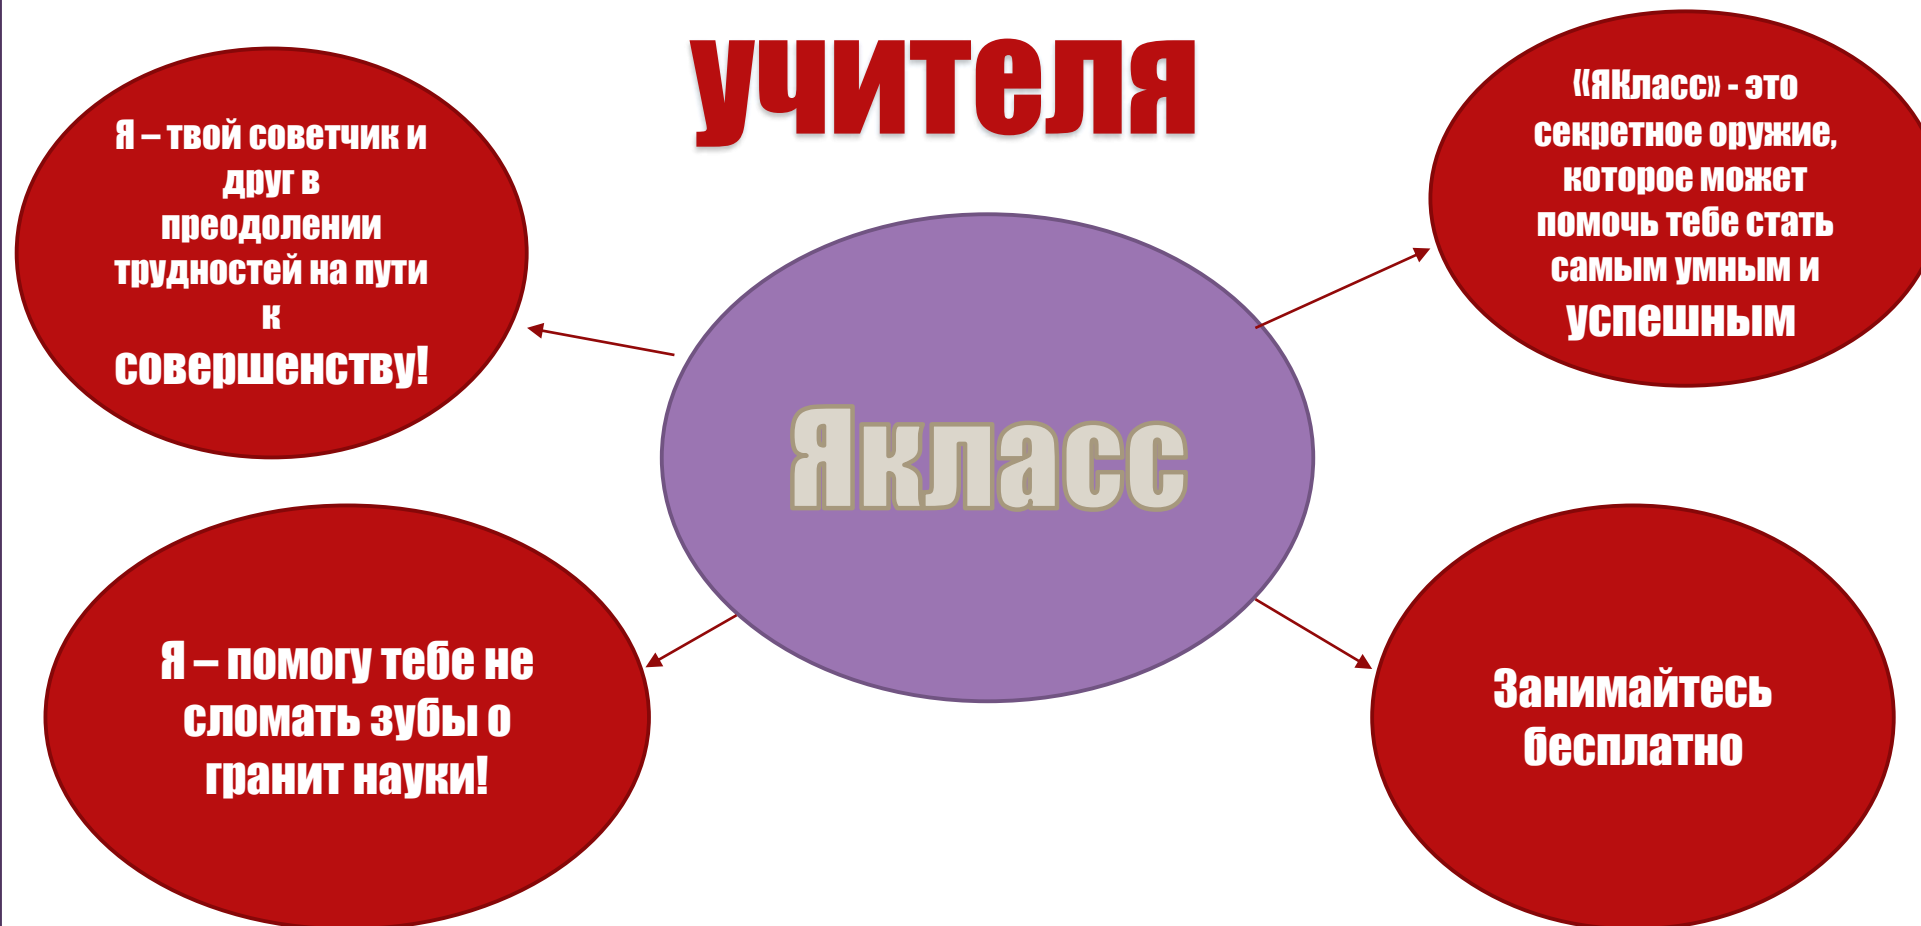 учителя
Я – твой советчик и
друг в
преодолении
трудностей на пути
к
совершенству!
«ЯКласс» - это
секретное оружие,
которое может
помочь тебе стать
самым умным и
успешным
Якласс
Я – помогу тебе не
сломать зубы о
гранит науки!
Занимайтесь
бесплатно